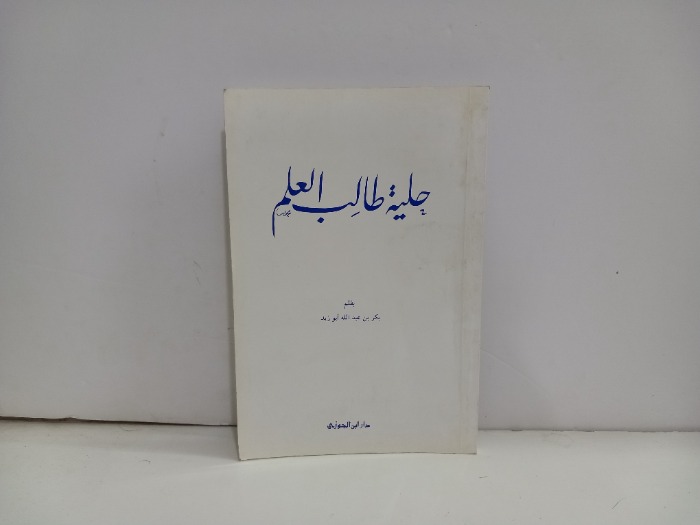 حلية طالب العلم
بقلم
بكر بن عبد الله أبو زيد
دار ابن الجوزي